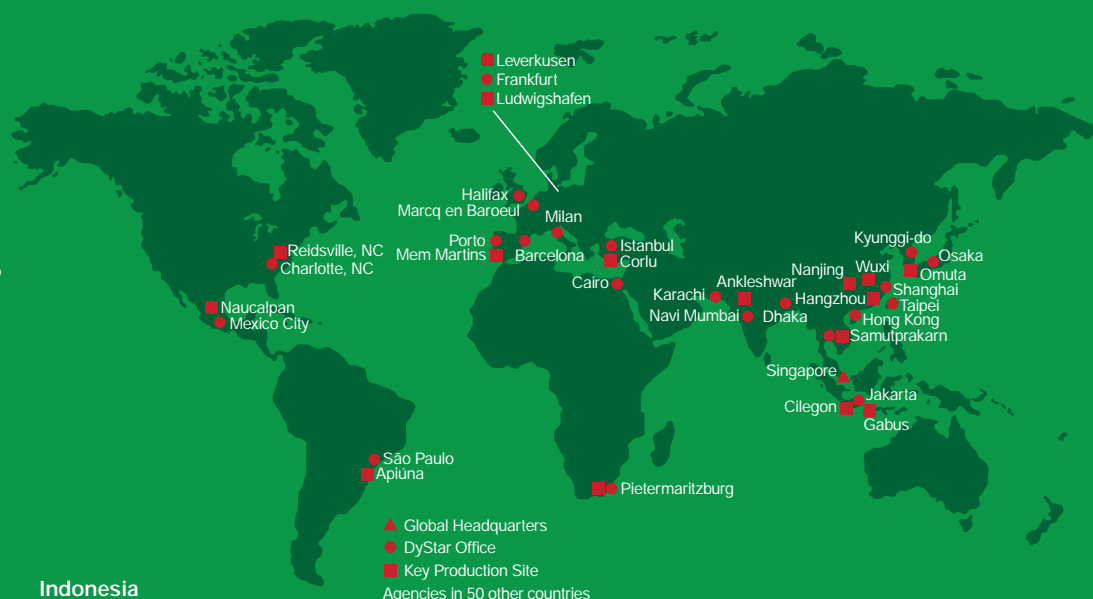 Leverkusen
Frankfurt
Ludwigshafen
Halifax
Marcq en Baroeul
Milan
Porto
Mem Martins
Barcelona
Istanbul
Corlu
Cairo
Reidsville, NC
Charlotte, NC
Naucalpan
Mexico City
Kyunggi-do
Osaka
Omuta
Nanjing
Wuxi
Ankleshwar
Shanghai
Karachi
Hangzhou
Taipei
Navi Mumbai
Dhaka
Hong Kong
Samutprakarn
Singapore
Jakarta
Cilegon
Gabus
São Paulo
Apiúna
Pietermaritzburg
Global Headquarters
DyStar Office
Key Production Site
Agencies in 50 other countries
Indonesia